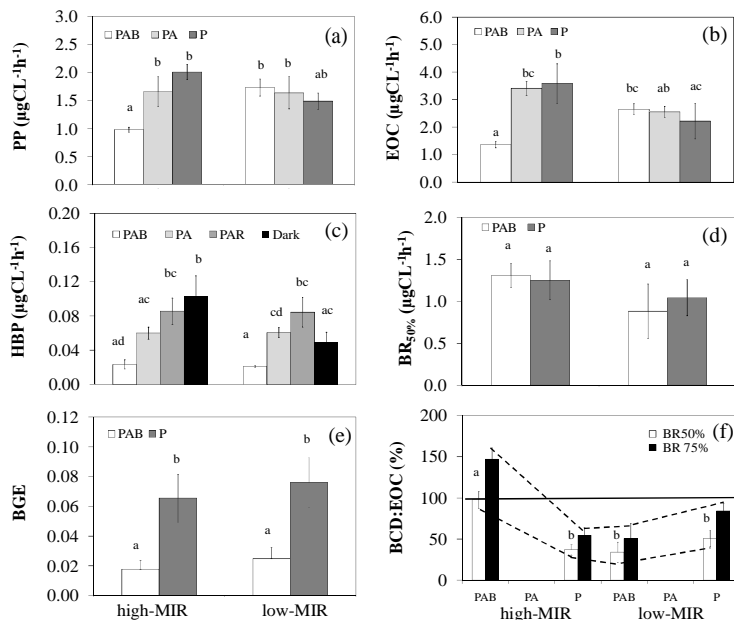 PAB PA P (a)
PP (µgCL⁻¹h⁻¹)
3.0
2.5
2.0
1.5
1.0
0.5
0.0
a b b b b ab
PAB PA P (b)
EOC (µgCL⁻¹h⁻¹)
6.0
5.0
4.0
3.0
2.0
1.0
0.0
a bc b bc ab ac
PAB PA PAR Dark (c)
HBP (µgCL⁻¹h⁻¹)
0.20
0.16
0.12
0.08
0.04
0.00
ad ac bc b a cd bc ac
PAB P (d)
BR50% (µgCL⁻¹h⁻¹)
2.0
1.5
1.0
0.5
0.0
a a a a
PAB P (e)
BGE
0.12
0.10
0.08
0.06
0.04
0.02
0.00
a b a b
high-MIR low-MIR
(f)
BR50%
BR 75%
BCD:EOC (%)
200
150
100
50
0
a b b b
PAB PA P PAB PA P
high-MIR low-MIR